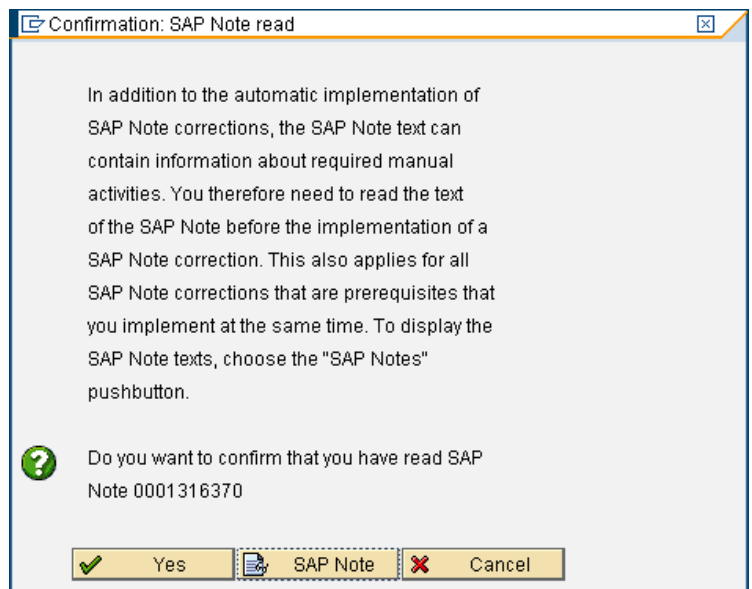 Confirmation: SAP Note read
In addition to the automatic implementation of
SAP Note corrections, the SAP Note text can
contain information about required manual
activities. You therefore need to read the text
of the SAP Note before the implementation of a
SAP Note correction. This also applies for all
SAP Note corrections that are prerequisites that
you implement at the same time. To display the
SAP Note texts, choose the "SAP Notes"
pushbutton.
Do you want to confirm that you have read SAP
Note 0001316370
Yes SAP Note Cancel